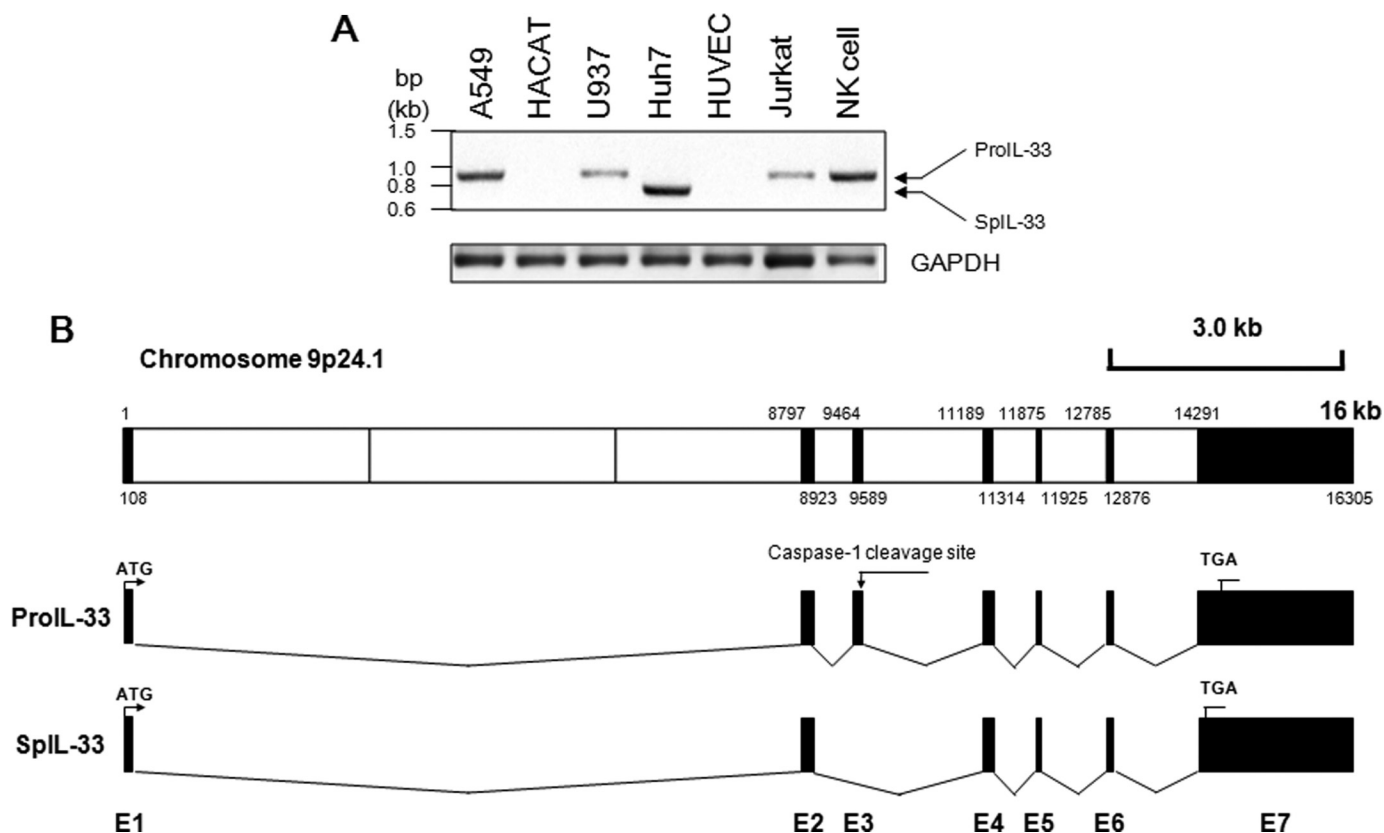 A
bp
(kb)
A549
HACAT
U937
Huh7
HUVEC
Jurkat
NK cell
1.5
1.0
0.8
0.6
ProIL-33
SpIL-33
GAPDH
B
Chromosome 9p24.1
3.0 kb
1 8797 9464 11189 11875 12785 14291 16 kb
108 8923 9589 11314 11925 12876 16305
Caspase-1 cleavage site
ATG TGA
ProIL-33
ATG TGA
SpIL-33
E1 E2 E3 E4 E5 E6 E7